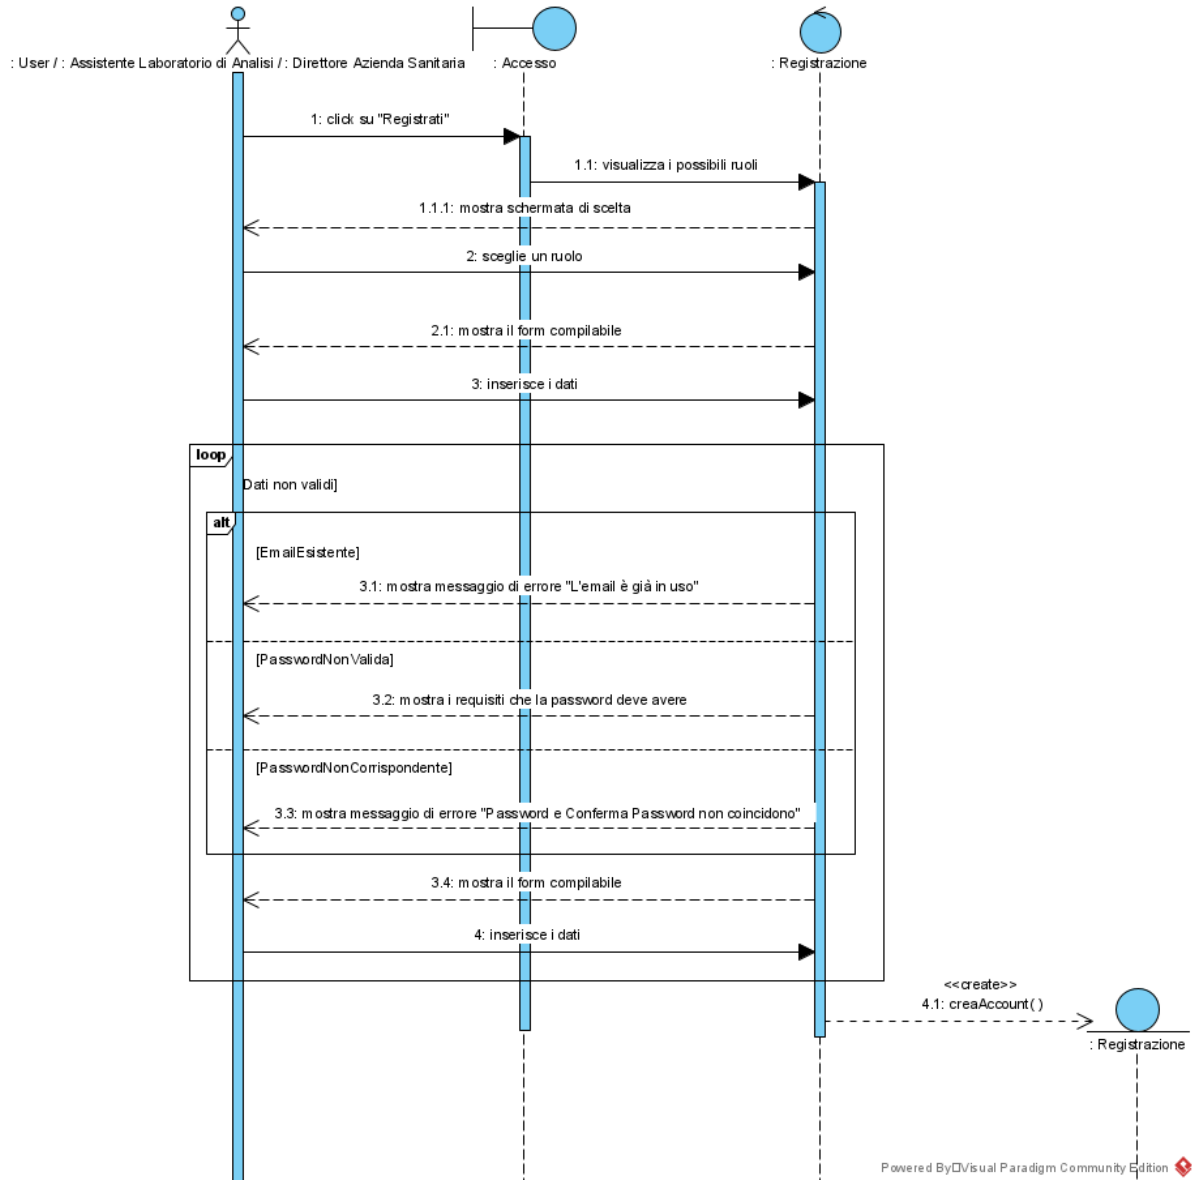 : User / : Assistente Laboratorio di Analisi / : Direttore Azienda Sanitaria
: Accesso
: Registrazione
1: click su "Registrati"
1.1: visualizza i possibili ruoli
1.1.1: mostra schermata di scelta
2: sceglie un ruolo
2.1: mostra il form compilabile
3: inserisce i dati
loop
Dati non validi]
alt
[EmailEsistente]
3.1: mostra messaggio di errore "L'email è già in uso"
[PasswordNonValida]
3.2: mostra i requisiti che la password deve avere
[PasswordNonCorrispondente]
3.3: mostra messaggio di errore "Password e Conferma Password non coincidono"
3.4: mostra il form compilabile
4: inserisce i dati
<<create>>
4.1: creaAccount( )
: Registrazione
Powered By Visual Paradigm Community Edition